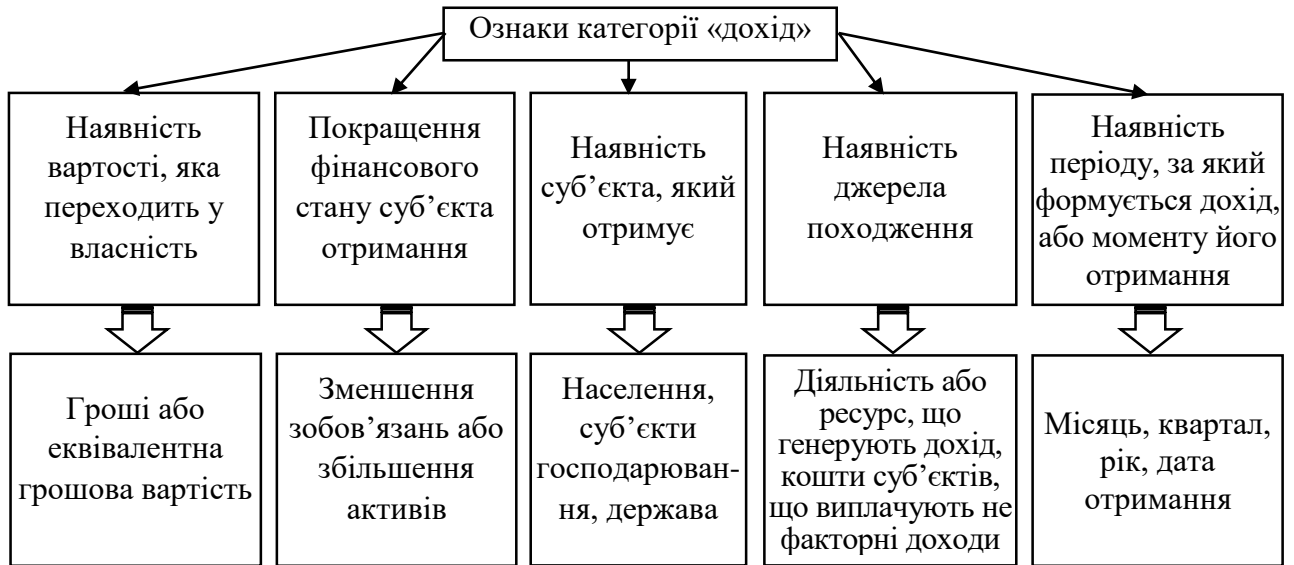 Ознаки категорії «дохід»
Наявність
вартості, яка
переходить у
власність
Покращення
фінансового
стану суб’єкта
отримання
Наявність
суб’єкта, який
отримує
Наявність
джерела
походження
Наявність
періоду, за який
формується дохід,
або моменту його
отримання
Гроші або
еквівалентна
грошова вартість
Зменшення
зобов’язань або
збільшення
активів
Населення,
суб’єкти
господарюван-
ня, держава
Діяльність або
ресурс, що
генерують дохід,
кошти суб’єктів,
що виплачують не
факторні доходи
Місяць, квартал,
рік, дата
отримання